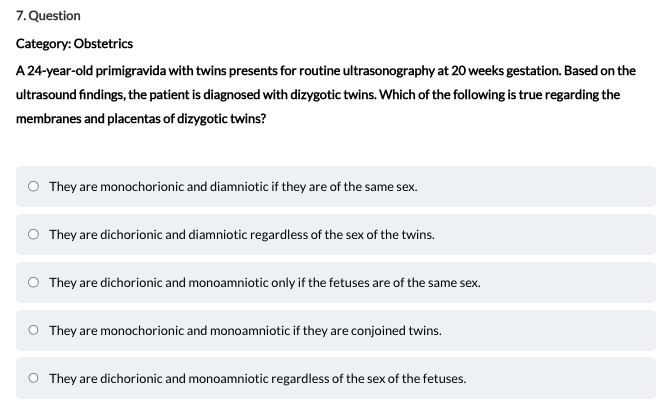 7. Question
Category: Obstetrics
A 24-year-old primigravida with twins presents for routine ultrasonography at 20 weeks gestation. Based on the
ultrasound findings, the patient is diagnosed with dizygotic twins. Which of the following is true regarding the
membranes and placentas of dizygotic twins?
They are monochorionic and diamniotic if they are of the same sex.
They are dichorionic and diamniotic regardless of the sex of the twins.
They are dichorionic and monoamniotic only if the fetuses are of the same sex.
They are monochorionic and monoamniotic if they are conjoined twins.
They are dichorionic and monoamniotic regardless of the sex of the fetuses.